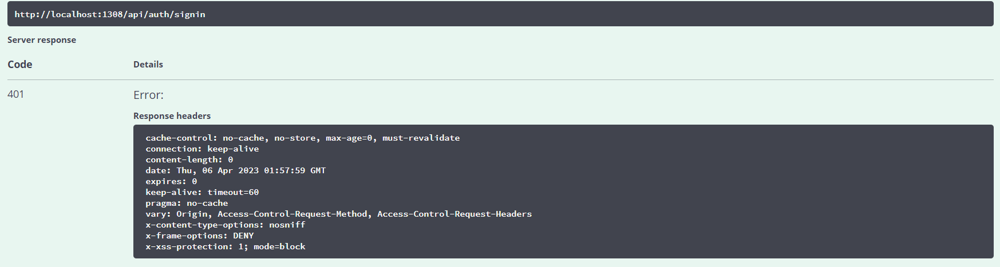 http://localhost:1308/api/auth/signin
Server response
Code Details
401 Error:
Response headers
cache-control: no-cache, no-store, max-age=0, must-revalidate
connection: keep-alive
content-length: 0
date: Thu, 06 Apr 2023 01:57:59 GMT
expires: 0
keep-alive: timeout=60
pragma: no-cache
vary: Origin, Access-Control-Request-Method, Access-Control-Request-Headers
x-content-type-options: nosniff
x-frame-options: DENY
x-xss-protection: 1; mode=block